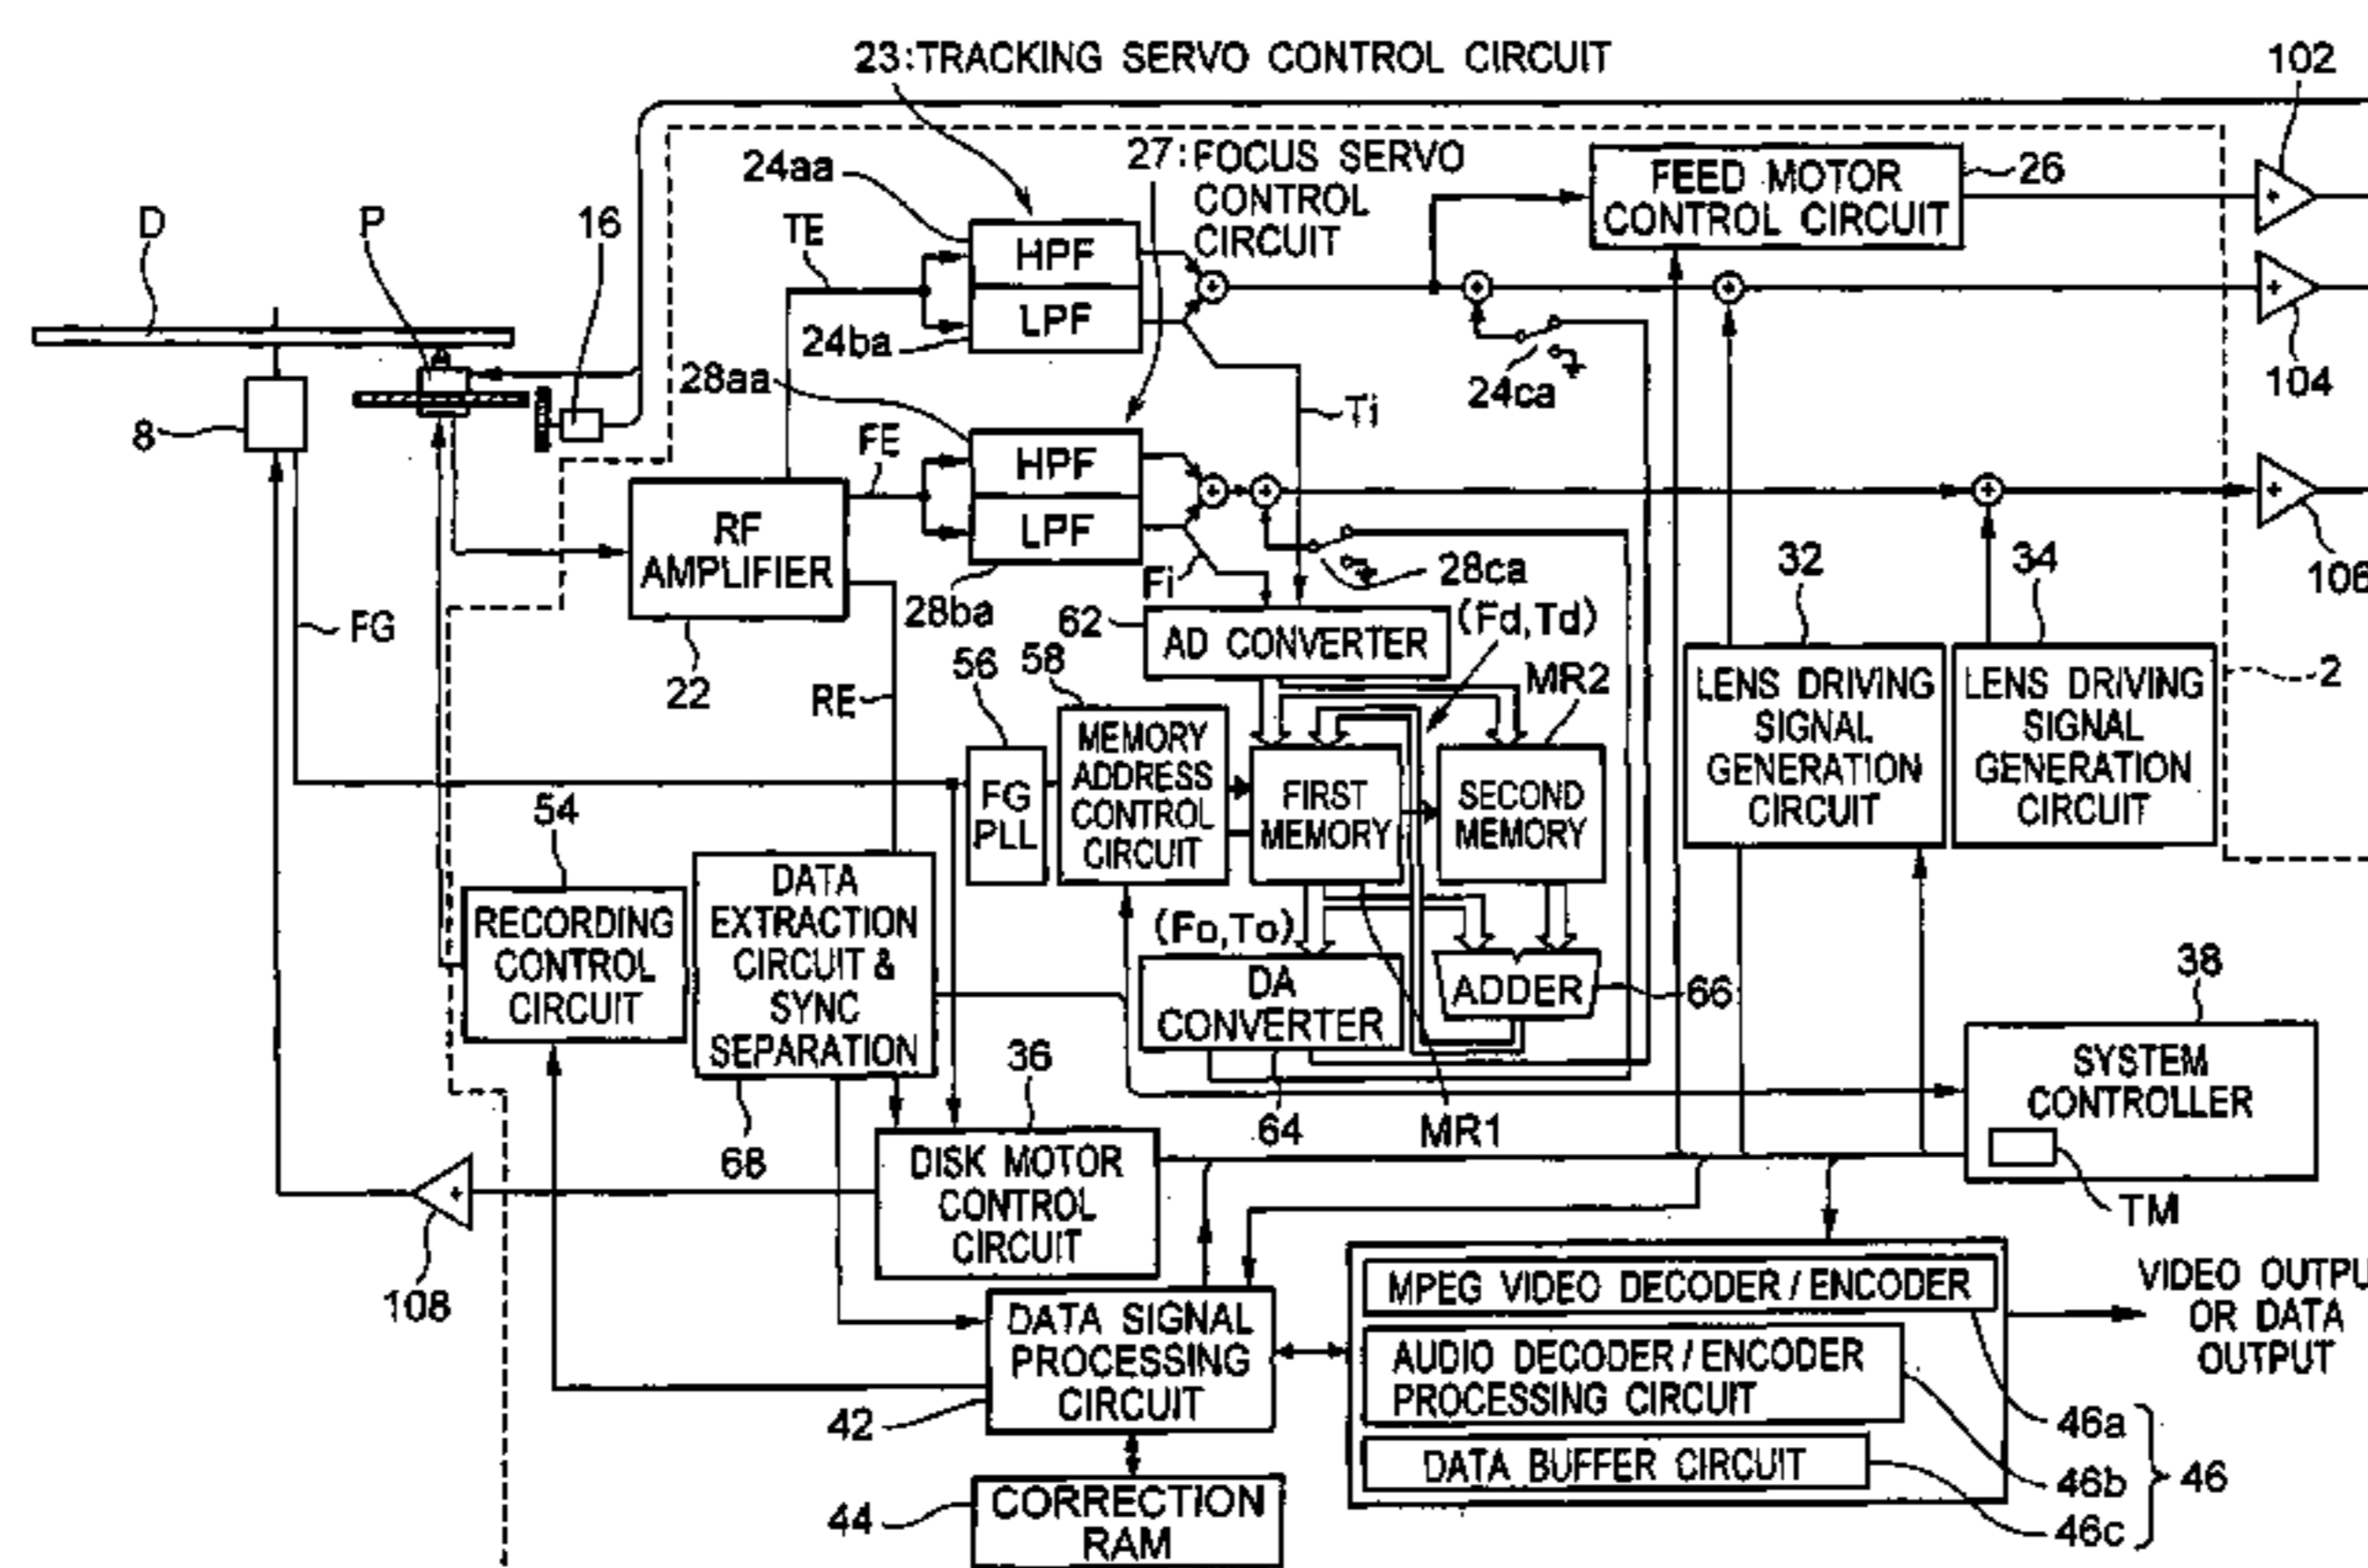 23:TRACKING SERVO CONTROL CIRCUIT
102
27:FOCUS SERVO
CONTROL
CIRCUIT
24aa
FEED MOTOR
CONTROL CIRCUIT
26
D
P
16
TE
HPF
LPF
24ba
24ca
104
28aa
Ti
8
FE
HPF
LPF
RF
AMPLIFIER
22
Fi
28ba
28ca
32
34
106
FG
62
AD CONVERTER
(Fd,Td)
56
58
MR2
RE
2
LENS DRIVING
SIGNAL
GENERATION
CIRCUIT
LENS DRIVING
SIGNAL
GENERATION
CIRCUIT
FG
PLL
MEMORY
ADDRESS
CONTROL
CIRCUIT
FIRST
MEMORY
SECOND
MEMORY
54
RECORDING
CONTROL
CIRCUIT
DATA
EXTRACTION
CIRCUIT &
SYNC
SEPARATION
(Fo,To)
DA
CONVERTER
ADDER
66
38
SYSTEM
CONTROLLER
36
68
64
MR1
TM
DISK MOTOR
CONTROL
CIRCUIT
108
DATA SIGNAL
PROCESSING
CIRCUIT
42
MPEG VIDEO DECODER/ENCODER
AUDIO DECODER/ENCODER
PROCESSING CIRCUIT
DATA BUFFER CIRCUIT
VIDEO OUTPU
OR DATA
OUTPUT
46a
46b
46
46c
44
CORRECTION
RAM